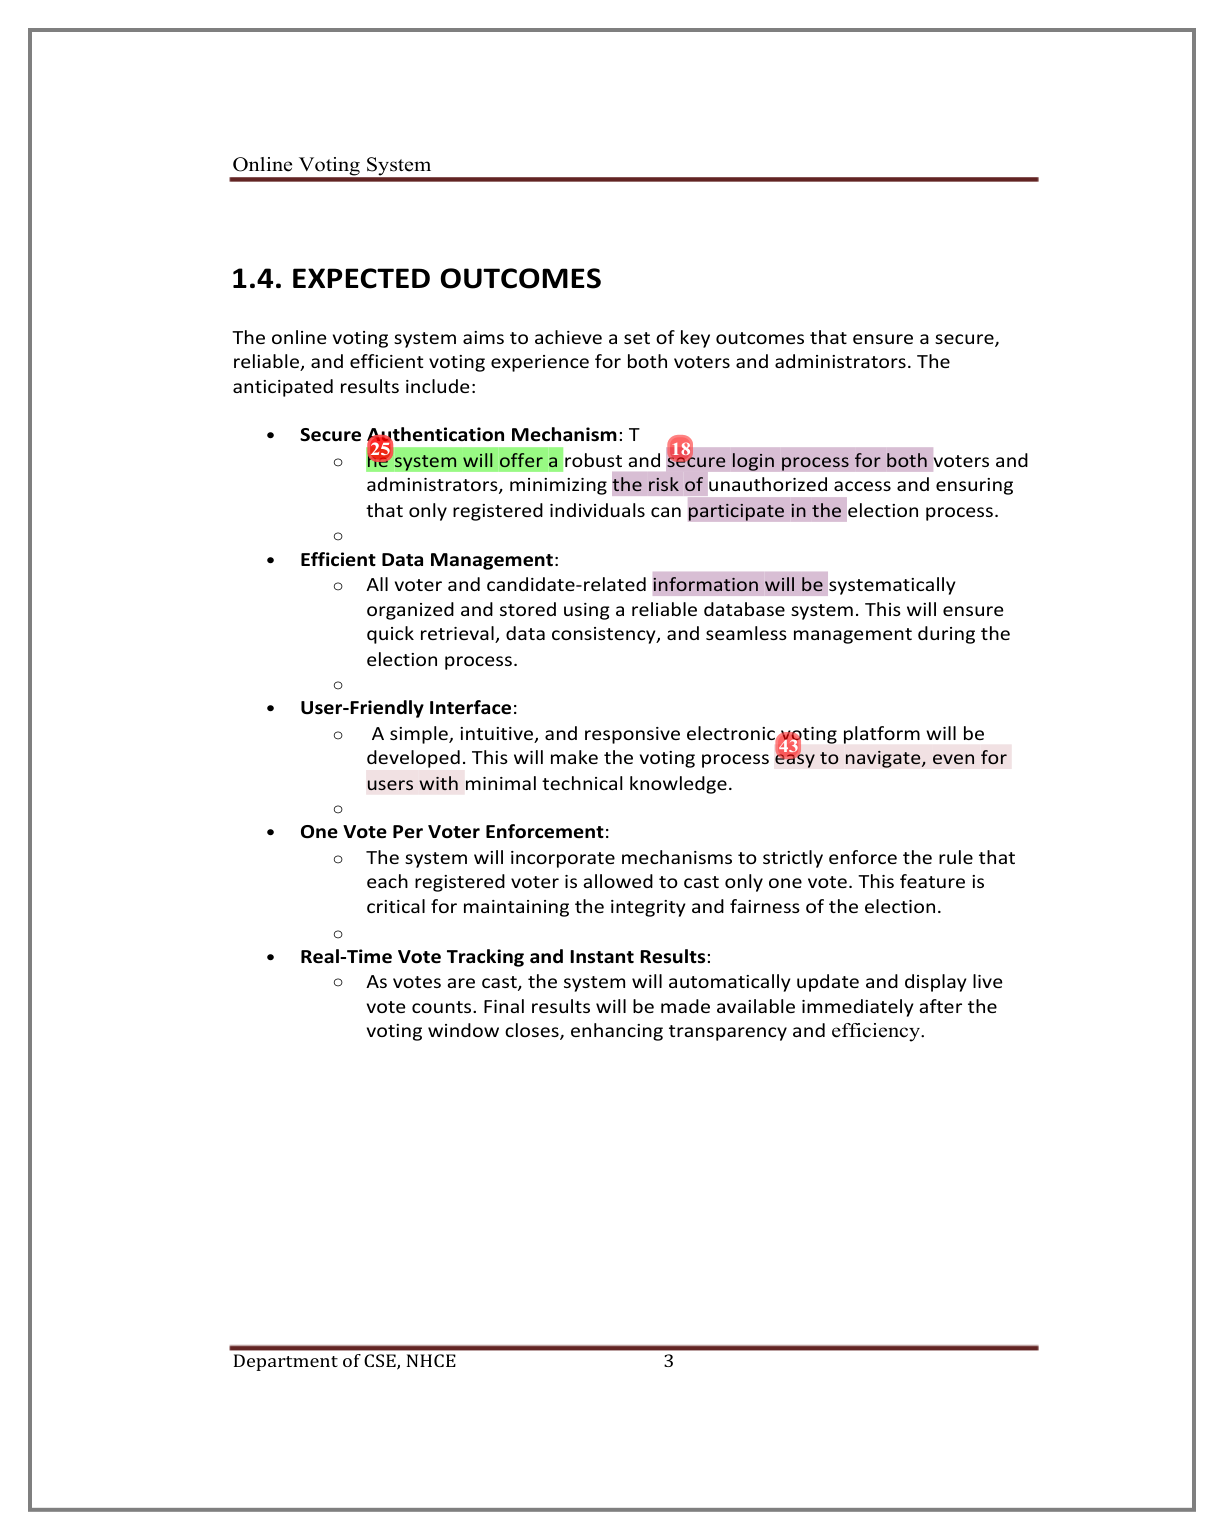 Online Voting System
1.4. EXPECTED OUTCOMES
The online voting system aims to achieve a set of key outcomes that ensure a secure,
reliable, and efficient voting experience for both voters and administrators. The
anticipated results include:
• Secure Authentication Mechanism: T
25 18
○ he system will offer a robust and secure login process for both voters and
administrators, minimizing the risk of unauthorized access and ensuring
that only registered individuals can participate in the election process.
○
• Efficient Data Management:
○ All voter and candidate-related information will be systematically
organized and stored using a reliable database system. This will ensure
quick retrieval, data consistency, and seamless management during the
election process.
○
• User-Friendly Interface:
○ A simple, intuitive, and responsive electronic voting platform will be
43
developed. This will make the voting process easy to navigate, even for
users with minimal technical knowledge.
○
• One Vote Per Voter Enforcement:
○ The system will incorporate mechanisms to strictly enforce the rule that
each registered voter is allowed to cast only one vote. This feature is
critical for maintaining the integrity and fairness of the election.
○
• Real-Time Vote Tracking and Instant Results:
○ As votes are cast, the system will automatically update and display live
vote counts. Final results will be made available immediately after the
voting window closes, enhancing transparency and efficiency.
Department of CSE, NHCE 3